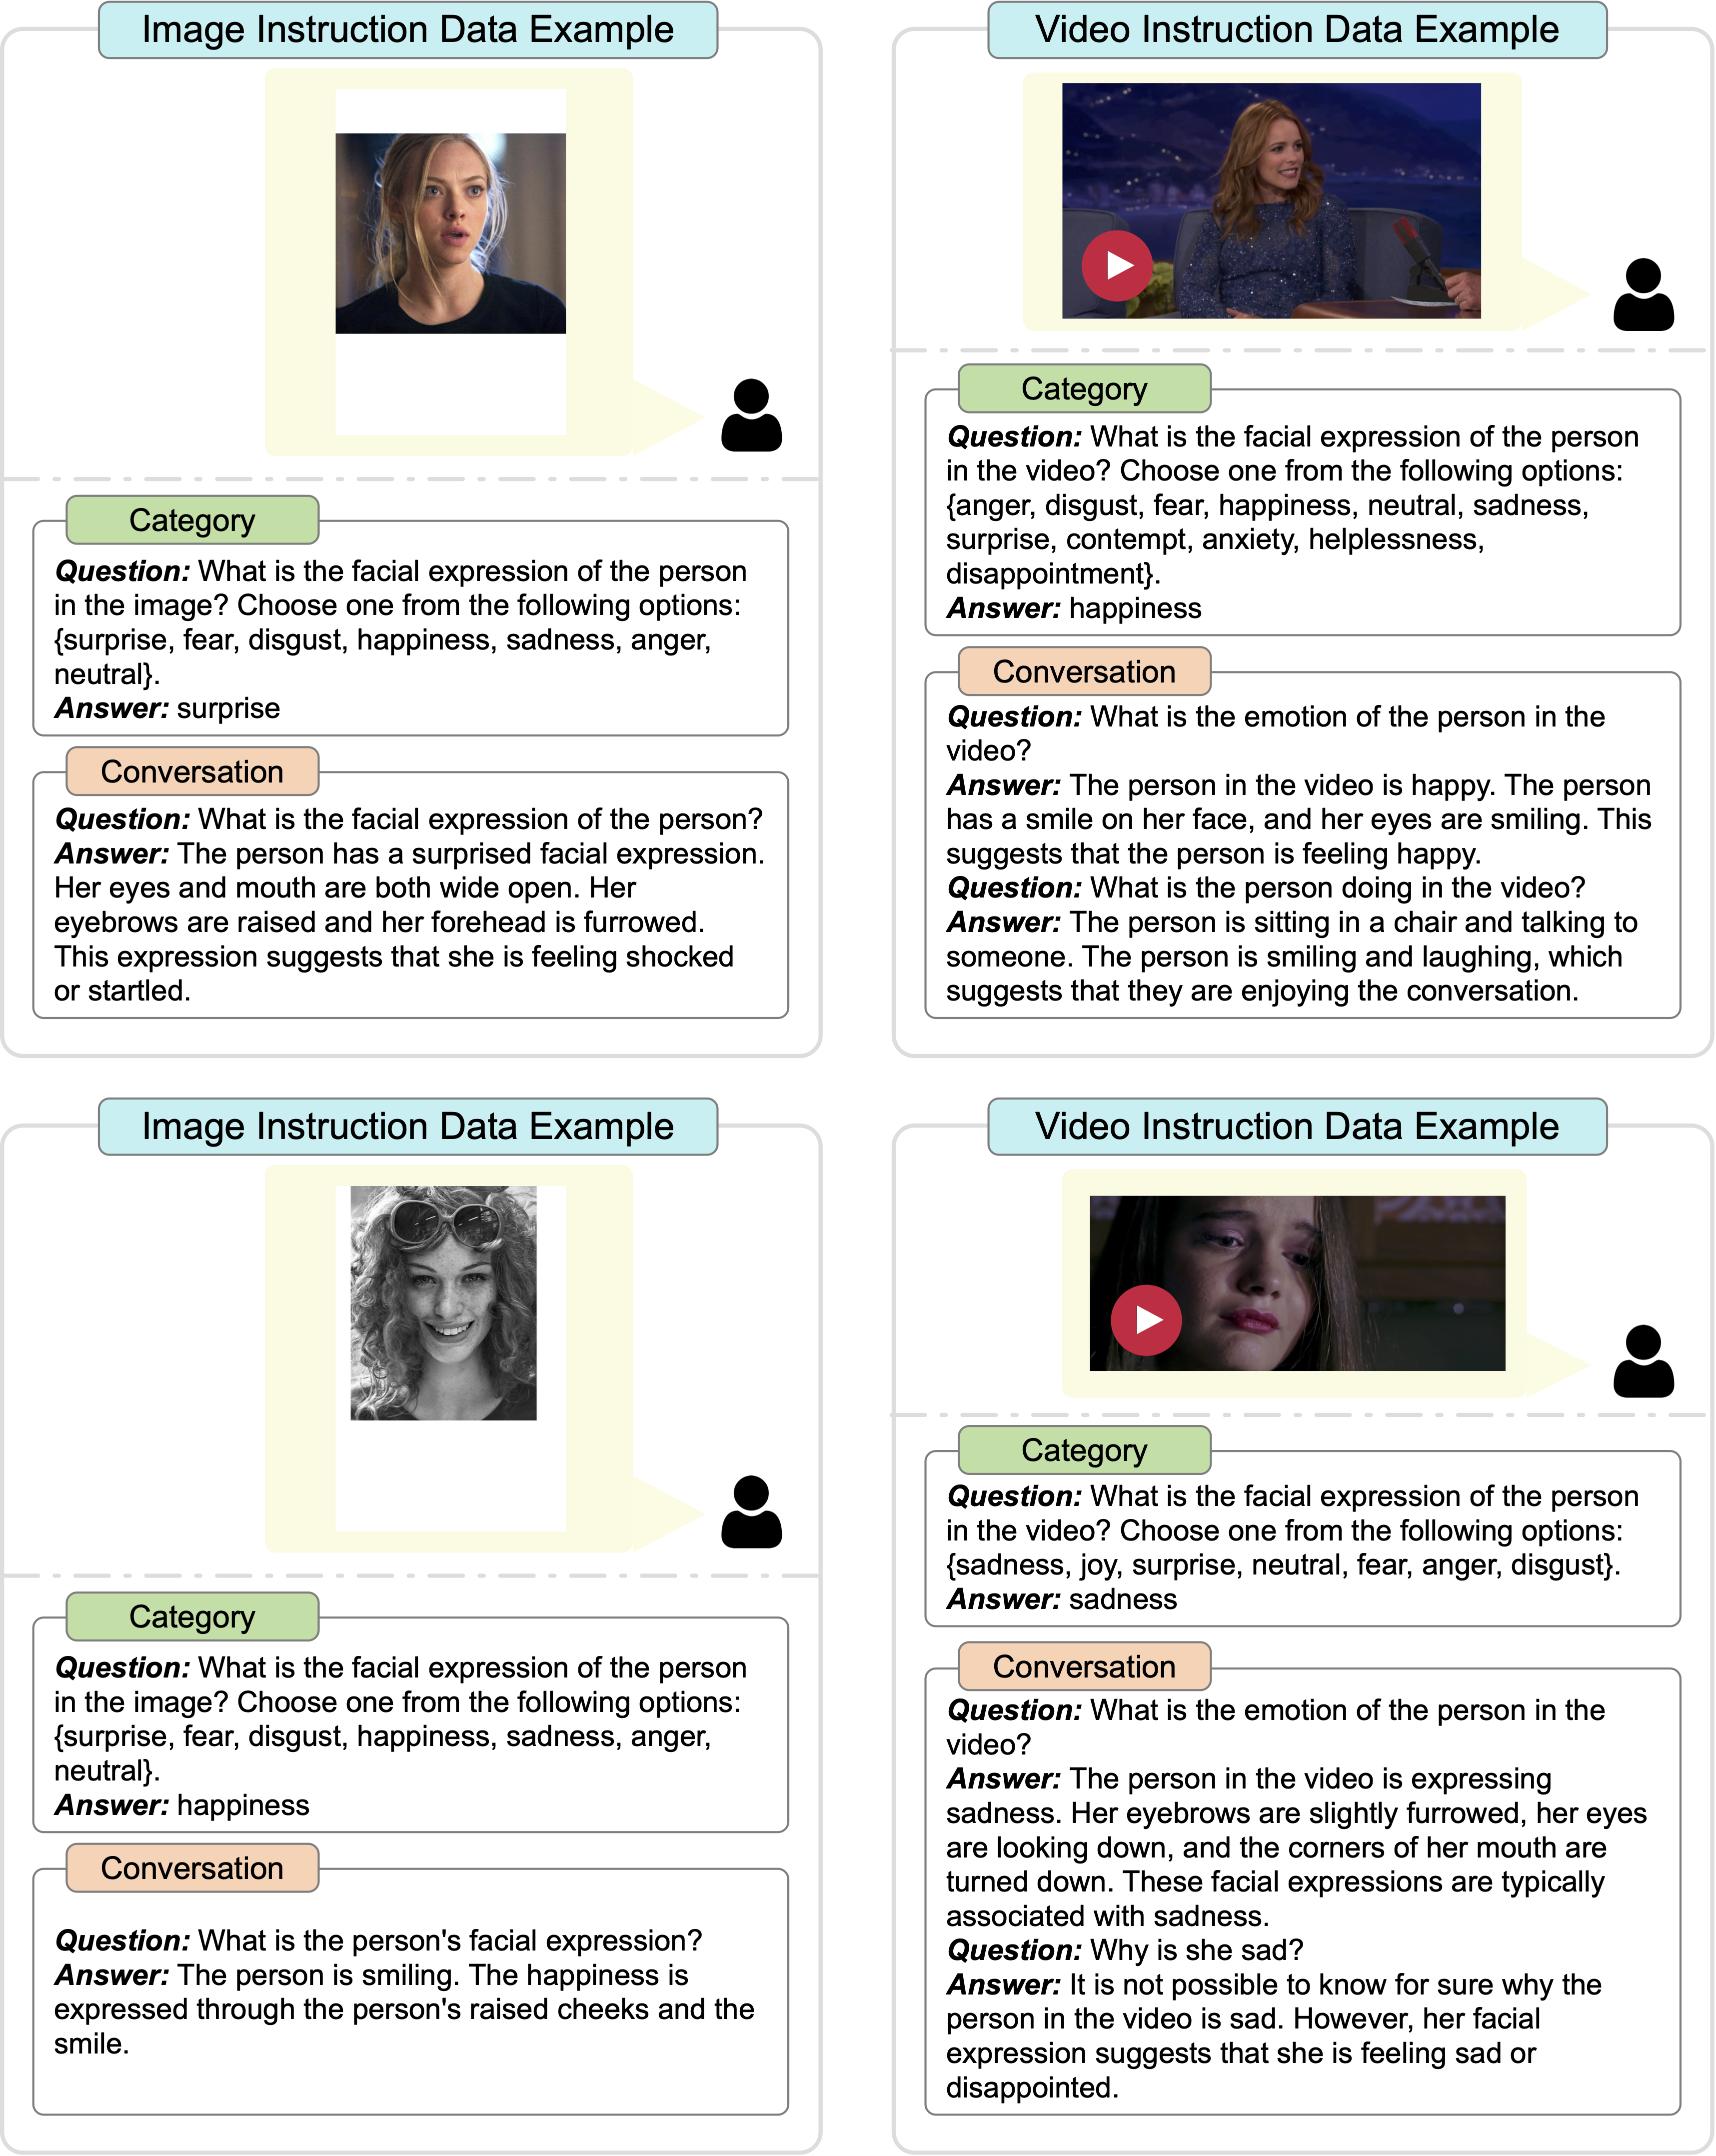 Image Instruction Data Example
Category
Question: What is the facial expression of the person
in the image? Choose one from the following options:
{surprise, fear, disgust, happiness, sadness, anger,
neutral}.
Answer: surprise
Conversation
Question: What is the facial expression of the person?
Answer: The person has a surprised facial expression.
Her eyes and mouth are both wide open. Her
eyebrows are raised and her forehead is furrowed.
This expression suggests that she is feeling shocked
or startled.
Video Instruction Data Example
Category
Question: What is the facial expression of the person
in the video? Choose one from the following options:
{anger, disgust, fear, happiness, neutral, sadness,
surprise, contempt, anxiety, helplessness,
disappointment}.
Answer: happiness
Conversation
Question: What is the emotion of the person in the
video?
Answer: The person in the video is happy. The person
has a smile on her face, and her eyes are smiling. This
suggests that the person is feeling happy.
Question: What is the person doing in the video?
Answer: The person is sitting in a chair and talking to
someone. The person is smiling and laughing, which
suggests that they are enjoying the conversation.
Image Instruction Data Example
Category
Question: What is the facial expression of the person
in the image? Choose one from the following options:
{surprise, fear, disgust, happiness, sadness, anger,
neutral}.
Answer: happiness
Conversation
Question: What is the person's facial expression?
Answer: The person is smiling. The happiness is
expressed through the person's raised cheeks and the
smile.
Video Instruction Data Example
Category
Question: What is the facial expression of the person
in the video? Choose one from the following options:
{sadness, joy, surprise, neutral, fear, anger, disgust}.
Answer: sadness
Conversation
Question: What is the emotion of the person in the
video?
Answer: The person in the video is expressing
sadness. Her eyebrows are slightly furrowed, her eyes
are looking down, and the corners of her mouth are
turned down. These facial expressions are typically
associated with sadness.
Question: Why is she sad?
Answer: It is not possible to know for sure why the
person in the video is sad. However, her facial
expression suggests that she is feeling sad or
disappointed.